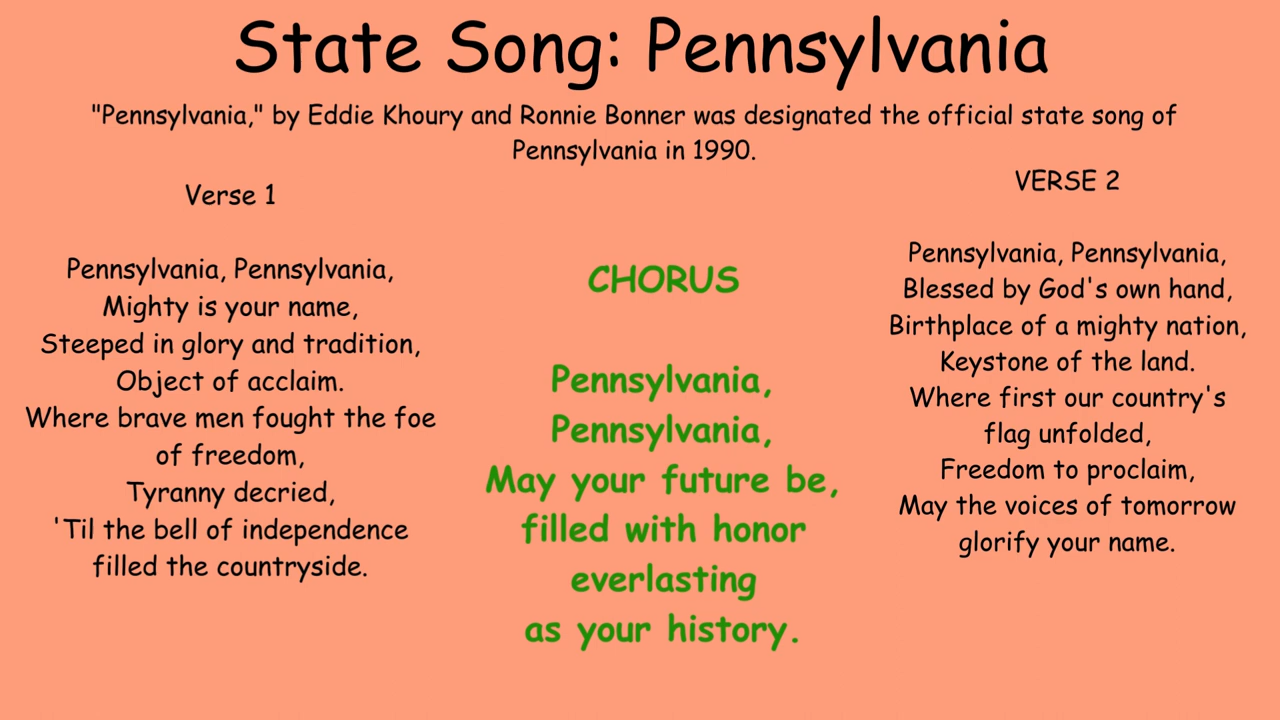 State Song: Pennsylvania
"Pennsylvania," by Eddie Khoury and Ronnie Bonner was designated the official state song of
Pennsylvania in 1990.
Verse 1
Pennsylvania, Pennsylvania,
Mighty is your name,
Steeped in glory and tradition,
Object of acclaim.
Where brave men fought the foe
of freedom,
Tyranny decried,
'Til the bell of independence
filled the countryside.
CHORUS
Pennsylvania,
Pennsylvania,
May your future be,
filled with honor
everlasting
as your history.
VERSE 2
Pennsylvania, Pennsylvania,
Blessed by God's own hand,
Birthplace of a mighty nation,
Keystone of the land.
Where first our country's
flag unfolded,
Freedom to proclaim,
May the voices of tomorrow
glorify your name.